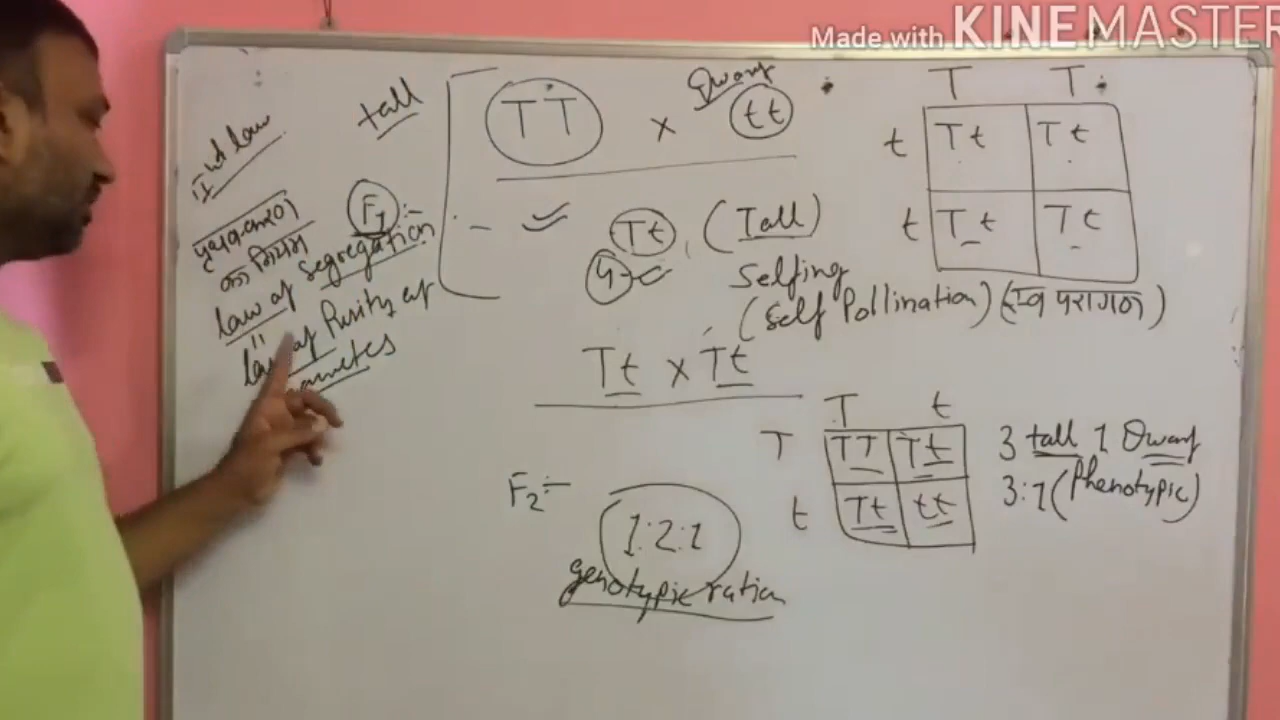 Made with KINEMASTER
IInd law
पृथक्करण
का नियम
law of Segregation
law of Purity of
gametes
tall
TT x tt
Dwarf
F1:-
Tt (Tall)
Selfing
(Self Pollination) (स्व परागण)
Tt x Tt
T T
t Tt Tt
t Tt Tt
F2:-
1:2:1
genotypic ration
T t
T TT Tt
t Tt tt
3 tall 1 Dwarf
3:1 (Phenotypic)